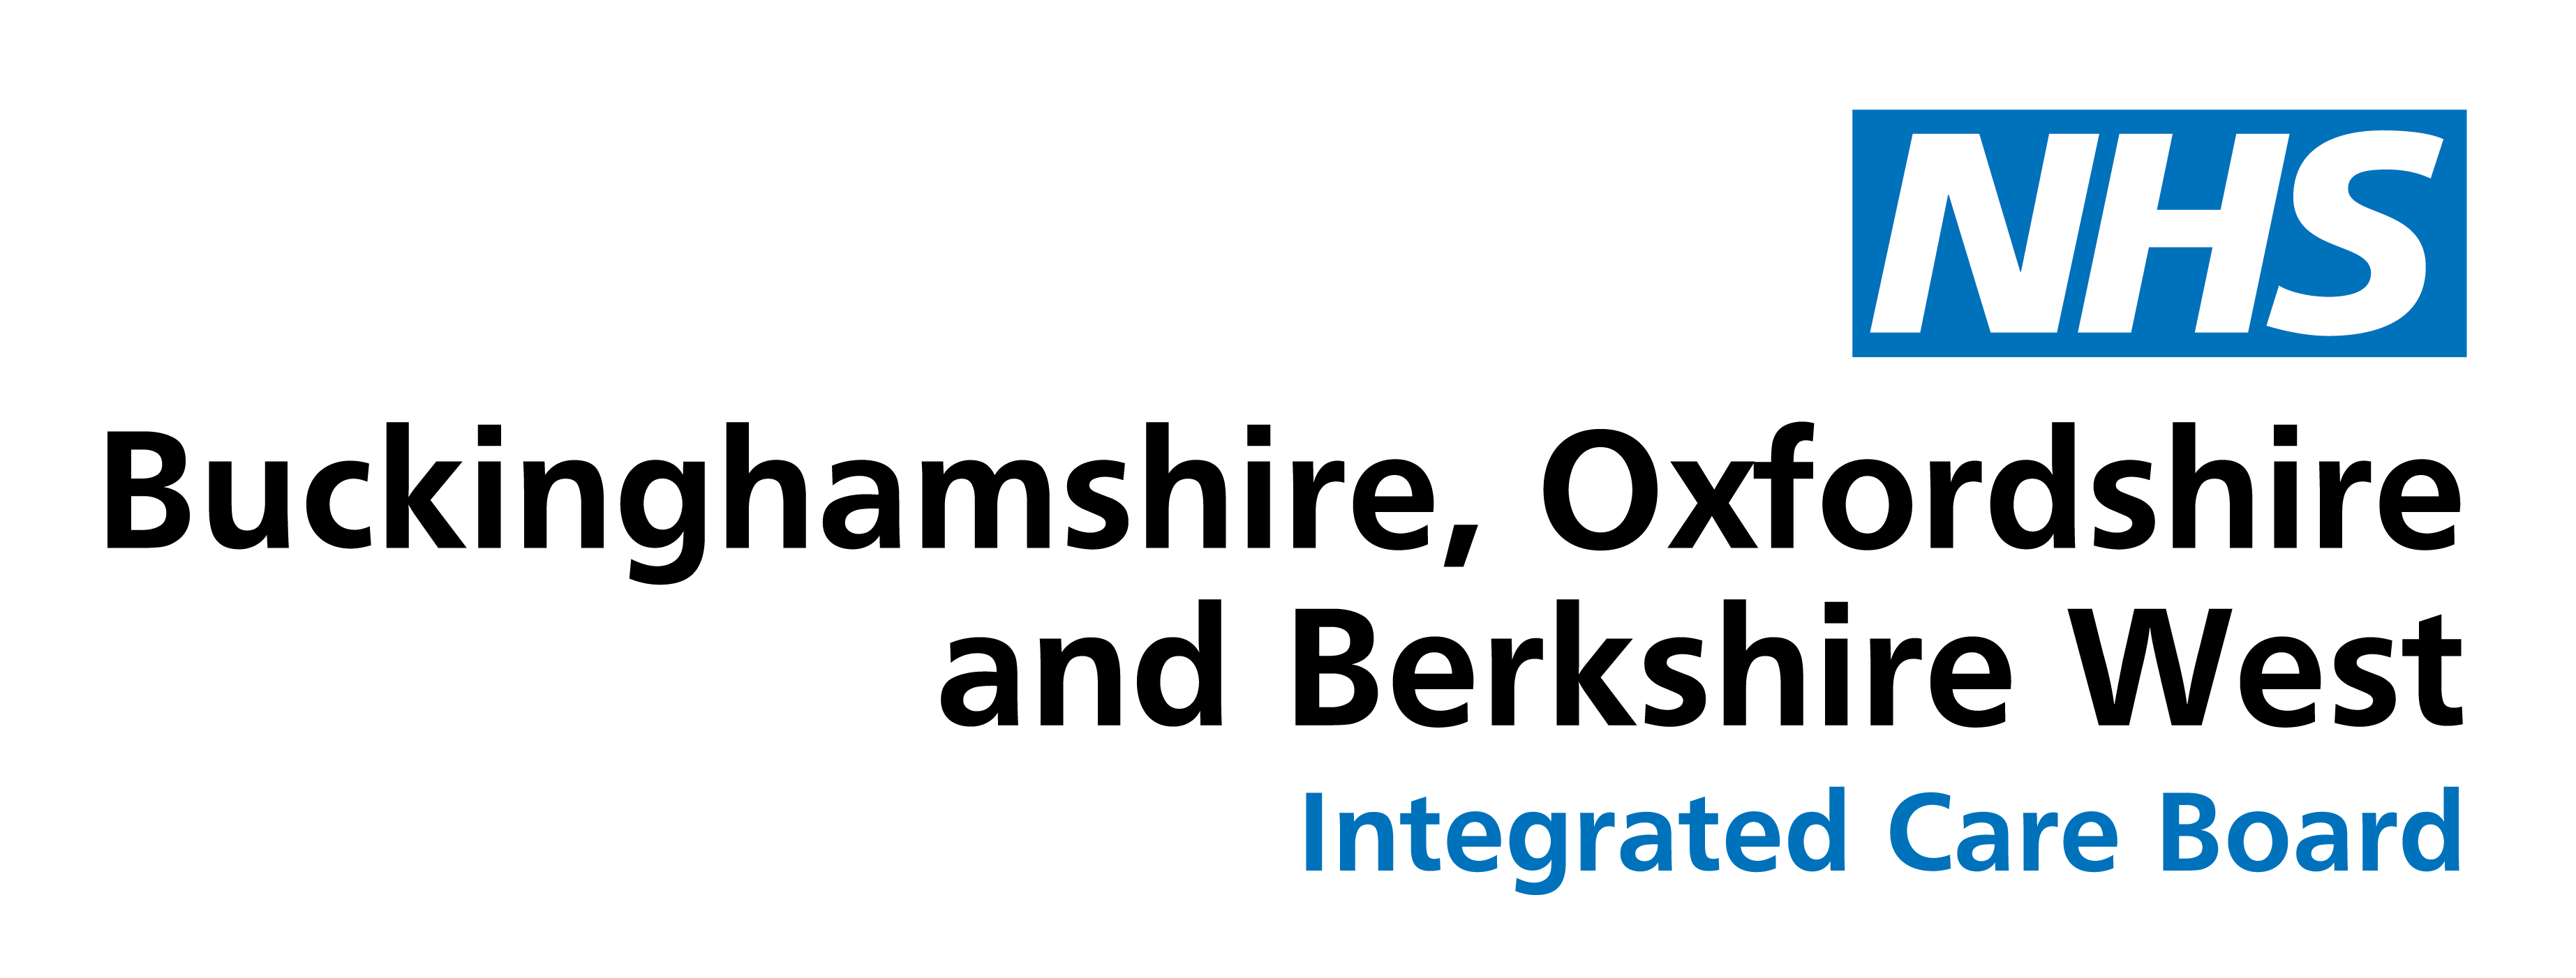 NHS
Buckinghamshire, Oxfordshire
and Berkshire West
Integrated Care Board